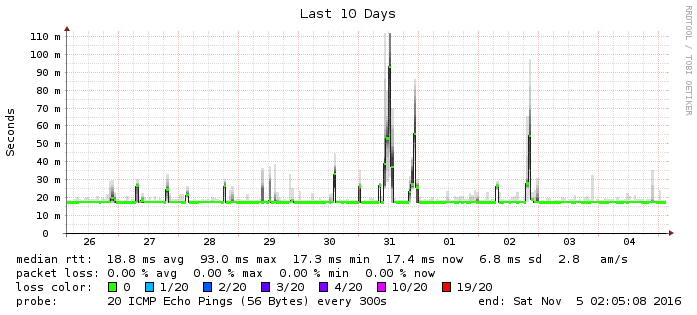 Last 10 Days
RRDTOOL / TOBI OETIKER
Seconds
110 m
100 m
90 m
80 m
70 m
60 m
50 m
40 m
30 m
20 m
10 m
0
26 27 28 29 30 31 01 02 03 04
median rtt: 18.8 ms avg 93.0 ms max 17.3 ms min 17.4 ms now 6.8 ms sd 2.8 am/s
packet loss: 0.00 % avg 0.00 % max 0.00 % min 0.00 % now
loss color: 0 1/20 2/20 3/20 4/20 10/20 19/20
probe: 20 ICMP Echo Pings (56 Bytes) every 300s end: Sat Nov 5 02:05:08 2016